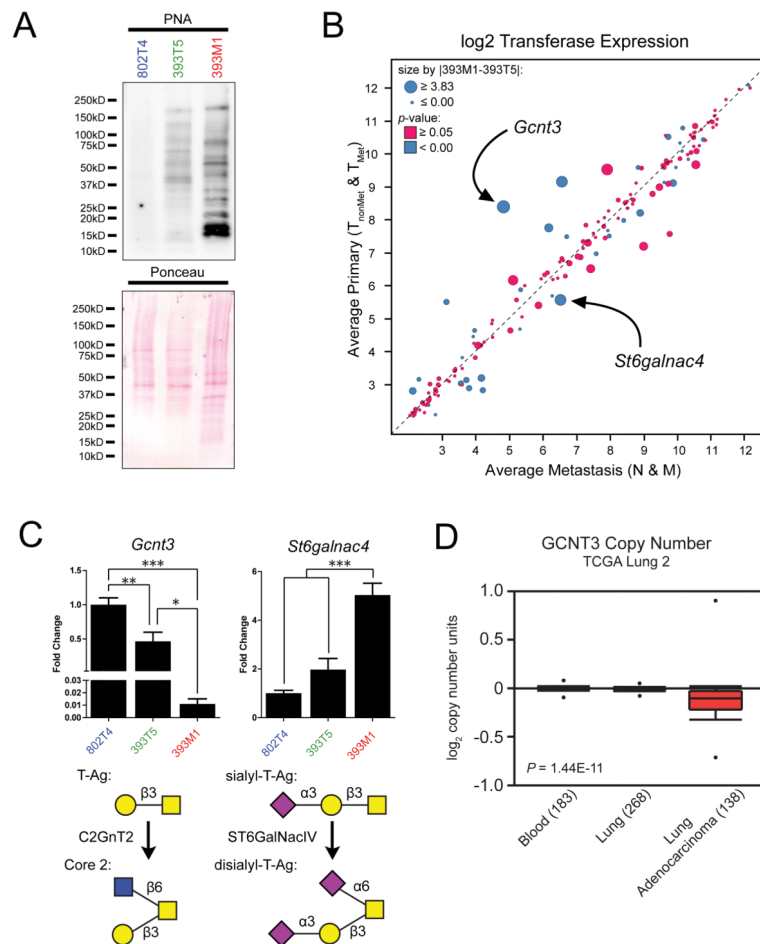 A
PNA
802T4
393T5
393M1
250kD
150kD
100kD
75kD
50kD
37kD
25kD
20kD
15kD
10kD
Ponceau
250kD
150kD
100kD
75kD
50kD
37kD
25kD
20kD
15kD
10kD
B
log2 Transferase Expression
size by |393M1-393T5|:
≥ 3.83
≤ 0.00
p-value:
≥ 0.05
< 0.00
Gcnt3
St6galnac4
Average Primary (TnonMet & TMet)
12
11
10
9
8
7
6
5
4
3
3 4 5 6 7 8 9 10 11 12
Average Metastasis (N & M)
C
Gcnt3
***
**
*
Fold Change
1.5
1.0
0.5
0.03
0.02
0.01
0.00
802T4
393T5
393M1
St6galnac4
***
Fold Change
6
4
2
0
802T4
393T5
393M1
T-Ag:
β3
C2GnT2
Core 2:
β6
β3
sialyl-T-Ag:
α3 β3
ST6GalNacIV
disialyl-T-Ag:
α6
α3 β3
D
GCNT3 Copy Number
TCGA Lung 2
log2 copy number units
1.0
0.5
0
-0.5
-1.0
P = 1.44E-11
Blood (183)
Lung (268)
Lung
Adenocarcinoma (138)